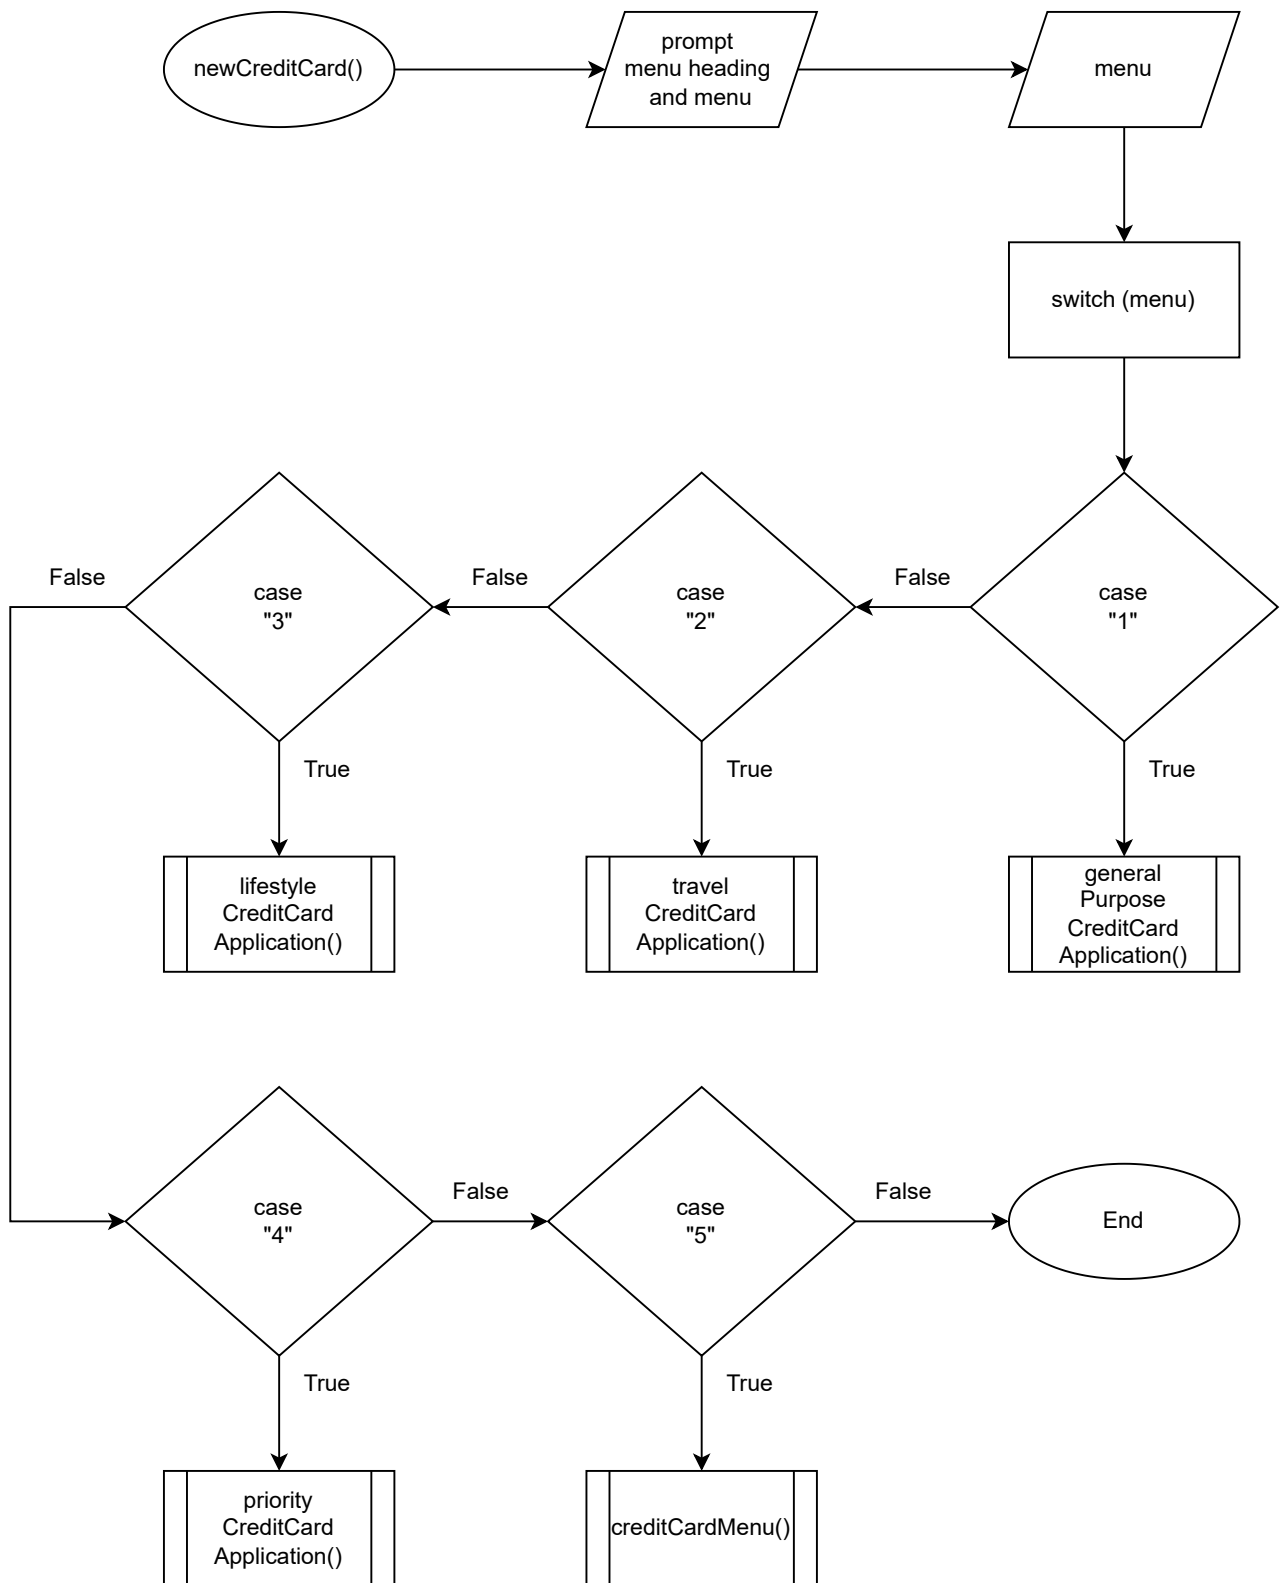 newCreditCard()
prompt
menu heading
and menu
menu
switch (menu)
False
case
"3"
False
case
"2"
False
case
"1"
True
True
True
lifestyle
CreditCard
Application()
travel
CreditCard
Application()
general
Purpose
CreditCard
Application()
case
"4"
False
case
"5"
False
End
True
True
priority
CreditCard
Application()
creditCardMenu()